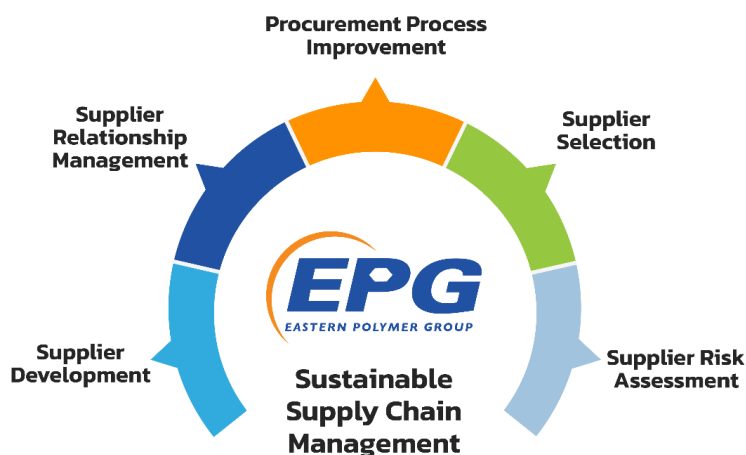 Procurement Process
Improvement
Supplier
Relationship
Management
Supplier
Selection
EPG
EASTERN POLYMER GROUP
Supplier
Development
Supplier Risk
Assessment
Sustainable
Supply Chain
Management